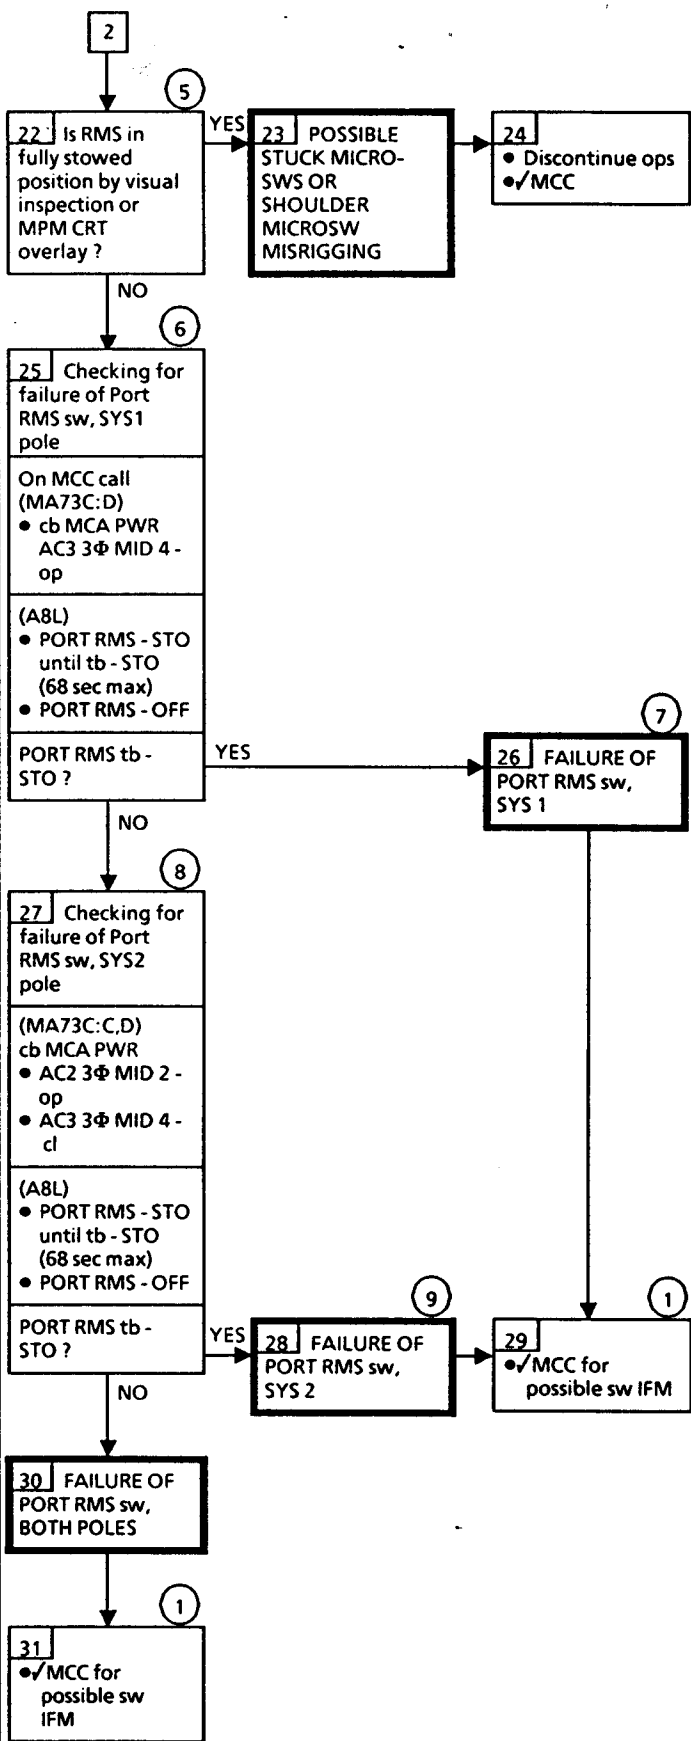 2
5
22 Is RMS in
fully stowed
position by visual
inspection or
MPM CRT
overlay ?
YES
23 POSSIBLE
STUCK MICRO-
SWS OR
SHOULDER
MICROSW
MISRIGGING
24
• Discontinue ops
•✓MCC
NO
6
25 Checking for
failure of Port
RMS sw, SYS1
pole
On MCC call
(MA73C:D)
• cb MCA PWR
AC3 3Φ MID 4 -
op
(A8L)
• PORT RMS - STO
until tb - STO
(68 sec max)
• PORT RMS - OFF
PORT RMS tb -
STO ?
YES
7
26 FAILURE OF
PORT RMS sw,
SYS 1
NO
8
27 Checking for
failure of Port
RMS sw, SYS2
pole
(MA73C:C,D)
cb MCA PWR
• AC2 3Φ MID 2 -
op
• AC3 3Φ MID 4 -
cl
(A8L)
• PORT RMS - STO
until tb - STO
(68 sec max)
• PORT RMS - OFF
PORT RMS tb -
STO ?
YES
9
28 FAILURE OF
PORT RMS sw,
SYS 2
1
29
•✓MCC for
possible sw IFM
NO
30 FAILURE OF
PORT RMS sw,
BOTH POLES
1
31
•✓MCC for
possible sw
IFM